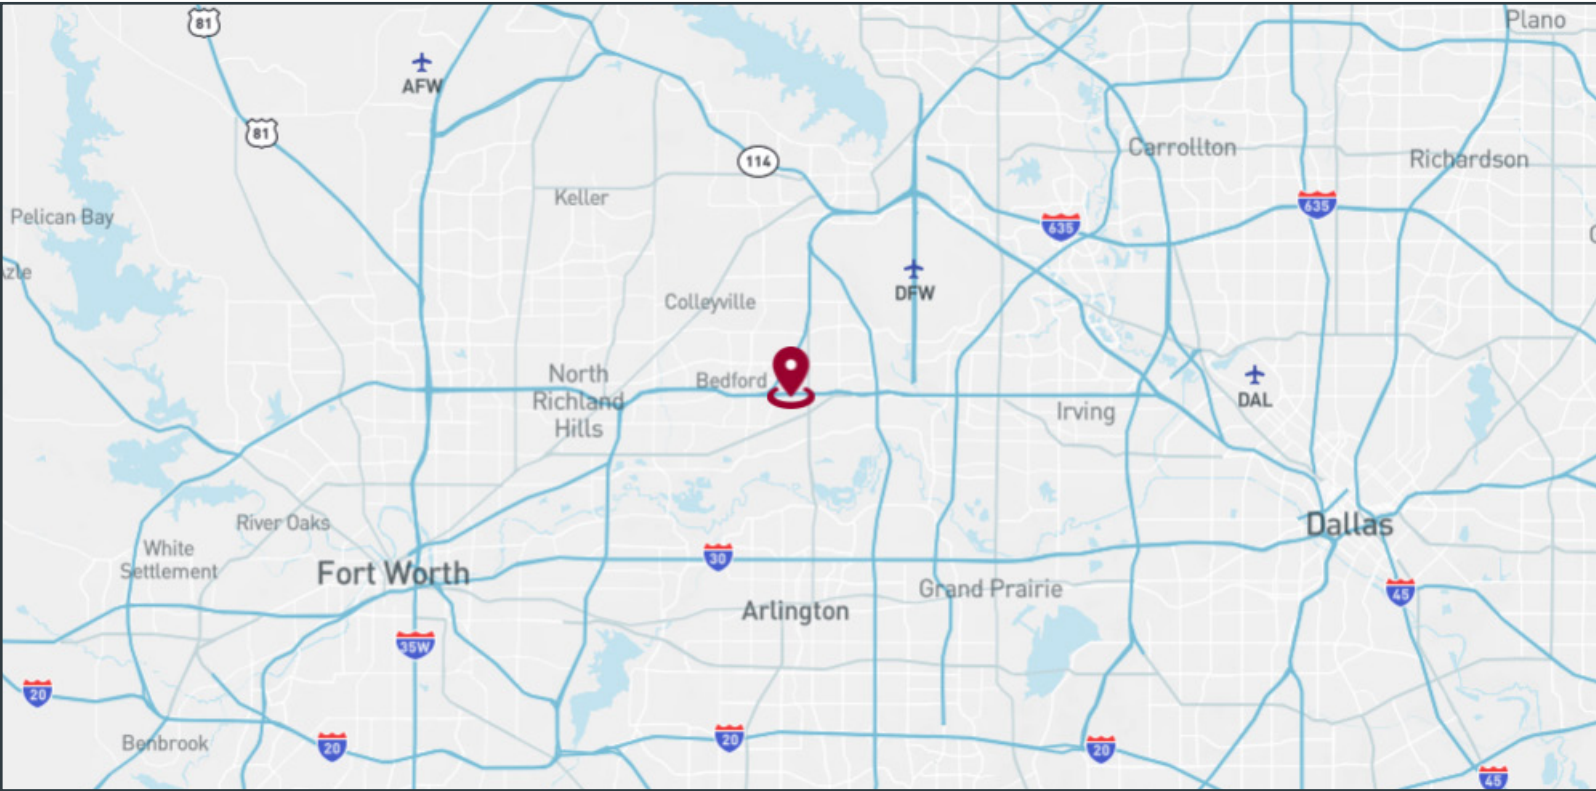 81
Plano
AFW
81
Carrollton
114
Richardson
Keller
635
Pelican Bay
635
DFW
Colleyville
North
Richland
Hills
Bedford
DAL
Irving
River Oaks
Dallas
White
Settlement
30
Fort Worth
Grand Prairie
45
Arlington
35W
20
Benbrook
20
20
20
45